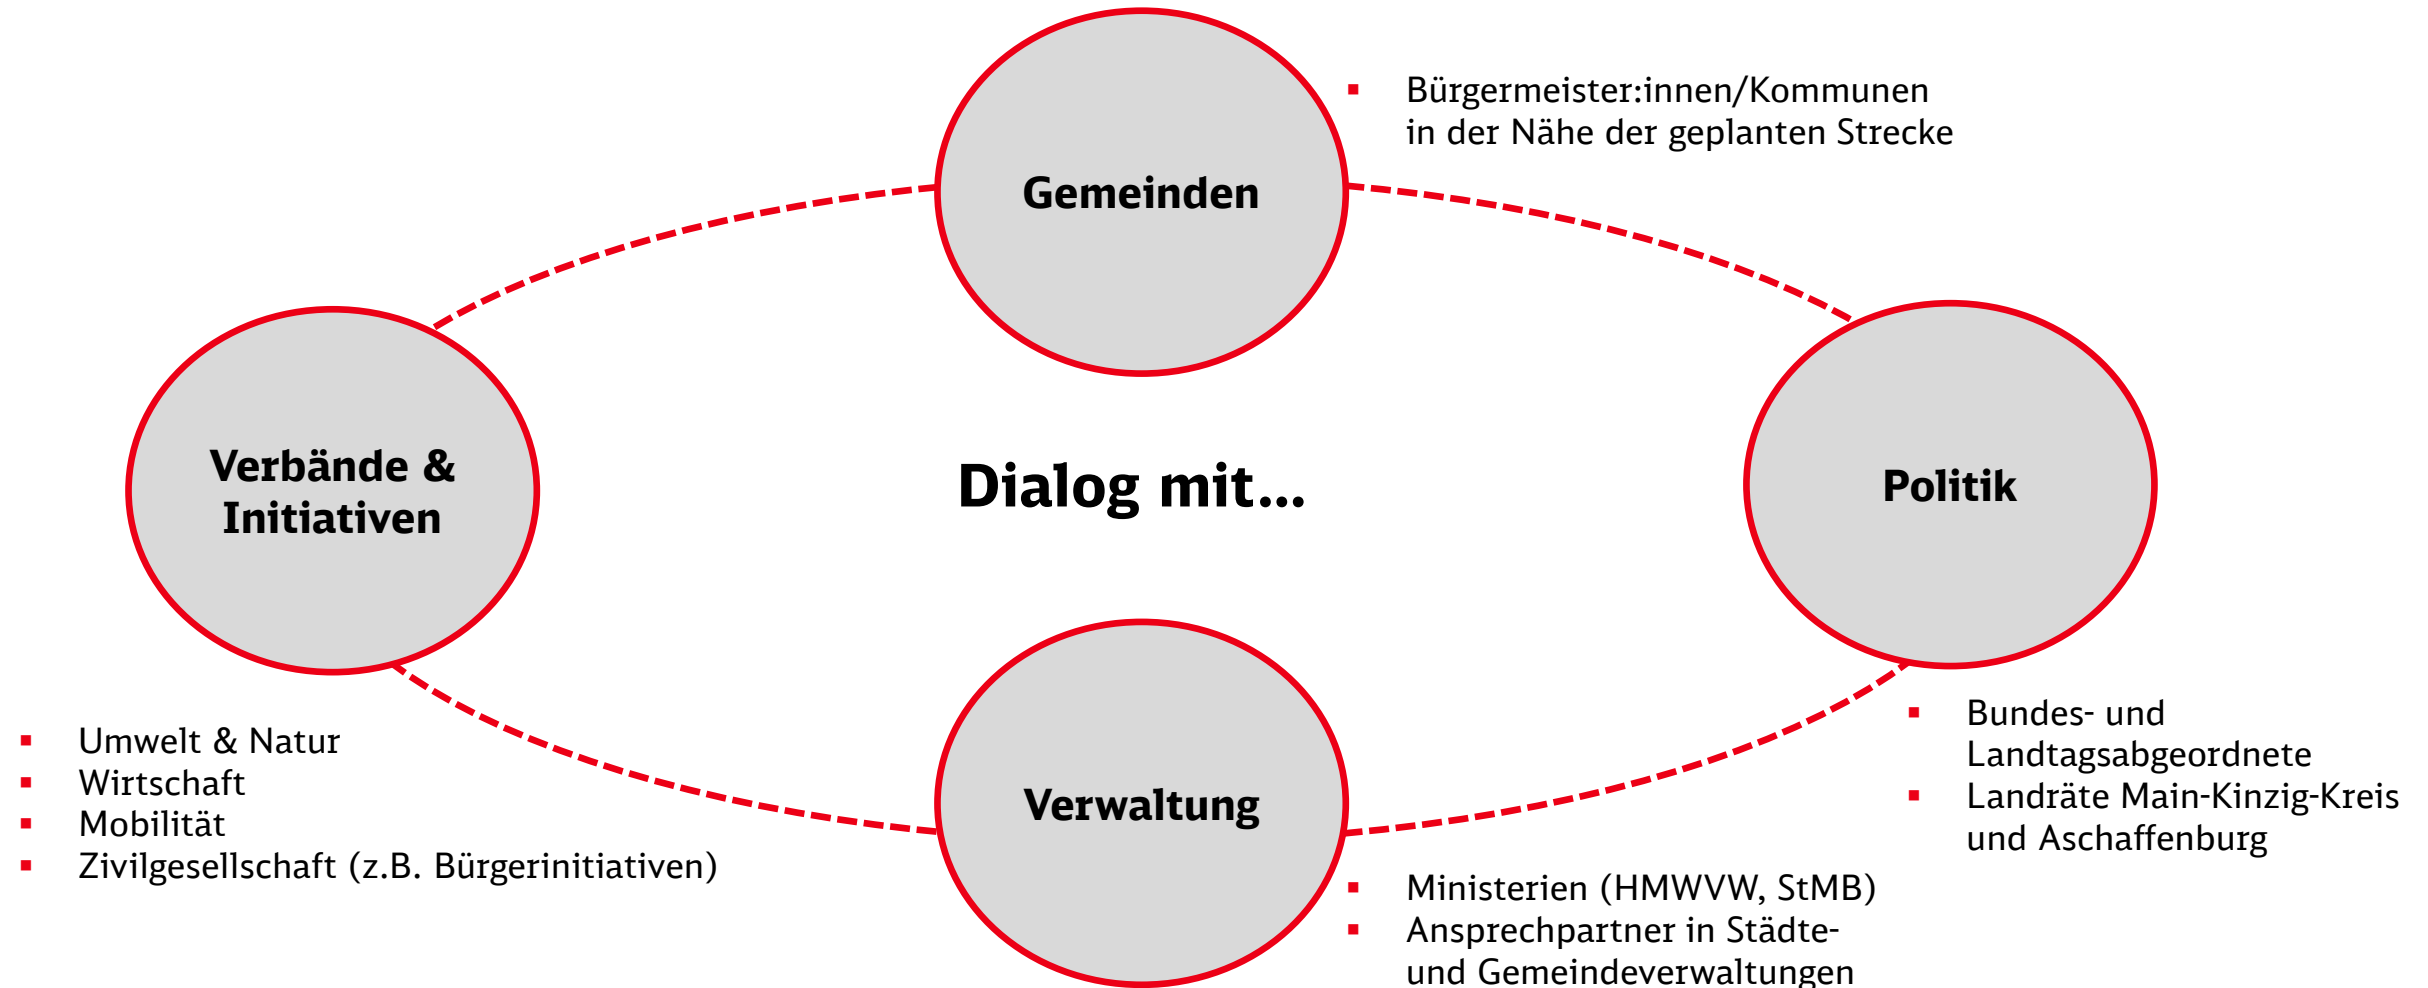 Gemeinden
▪ Bürgermeister:innen/Kommunen
in der Nähe der geplanten Strecke
Verbände &
Initiativen
Dialog mit...
Politik
▪ Umwelt & Natur
▪ Wirtschaft
▪ Mobilität
▪ Zivilgesellschaft (z.B. Bürgerinitiativen)
Verwaltung
▪ Ministerien (HMWVW, StMB)
▪ Ansprechpartner in Städte-
und Gemeindeverwaltungen
▪ Bundes- und
Landtagsabgeordnete
▪ Landräte Main-Kinzig-Kreis
und Aschaffenburg